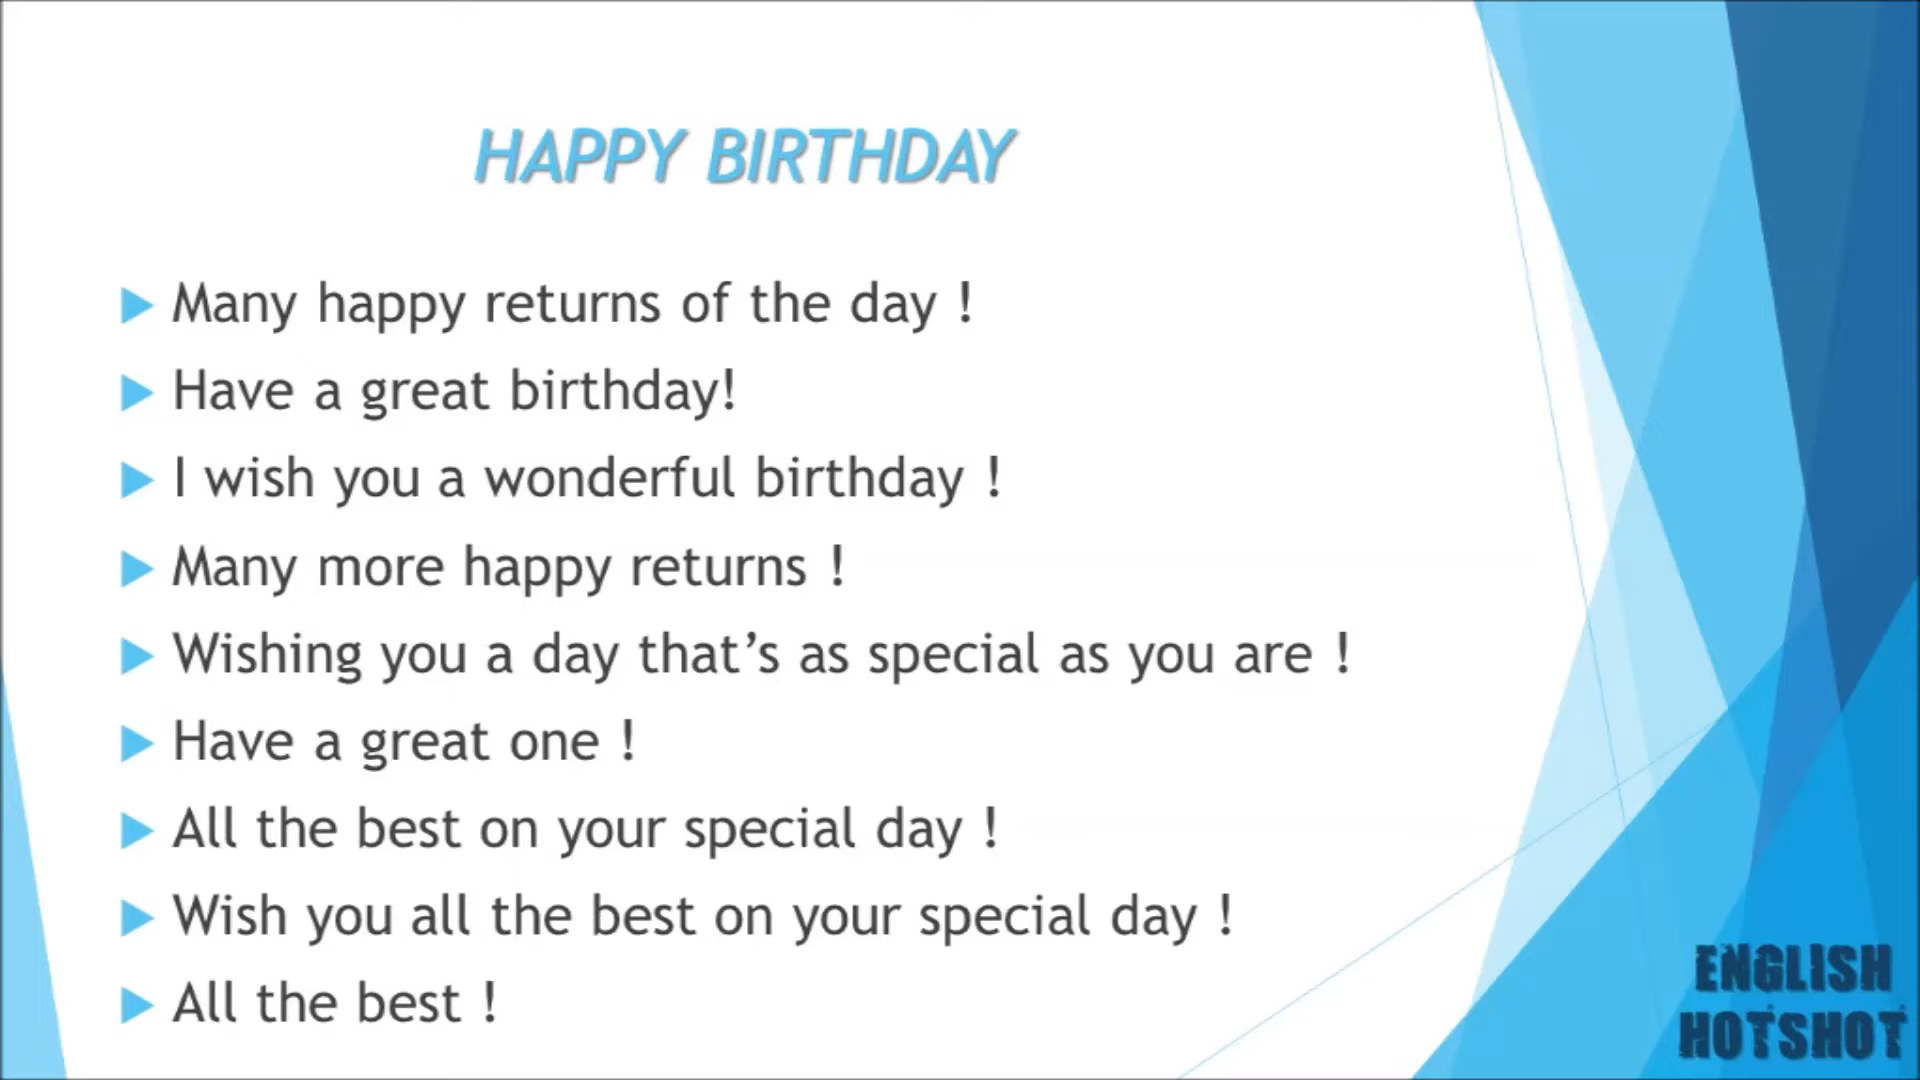 HAPPY BIRTHDAY
Many happy returns of the day !
Have a great birthday!
I wish you a wonderful birthday !
Many more happy returns !
Wishing you a day that’s as special as you are !
Have a great one !
All the best on your special day !
Wish you all the best on your special day !
All the best !
ENGLISH
HOTSHOT